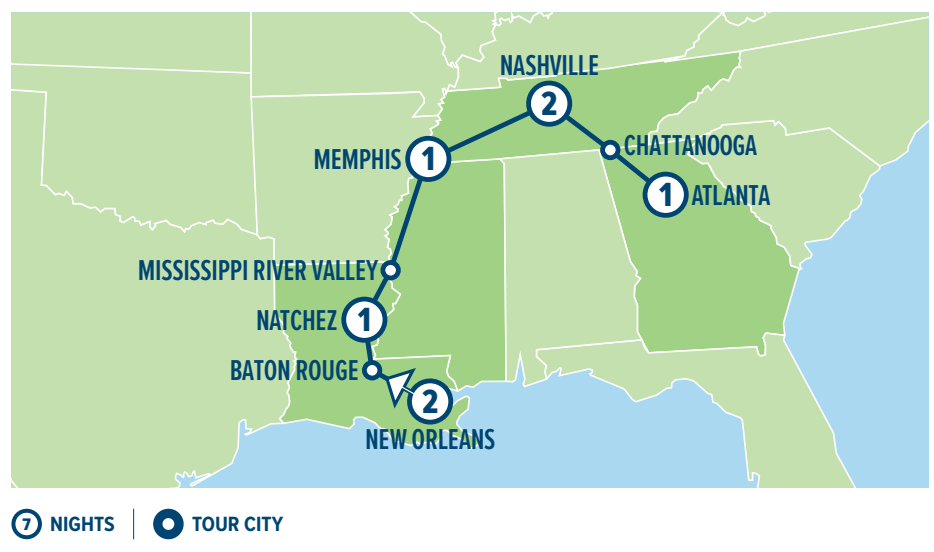 NASHVILLE
2
CHATTANOOGA
MEMPHIS 1
1 ATLANTA
MISSISSIPPI RIVER VALLEY
NATCHEZ 1
BATON ROUGE
2
NEW ORLEANS
7 NIGHTS
TOUR CITY